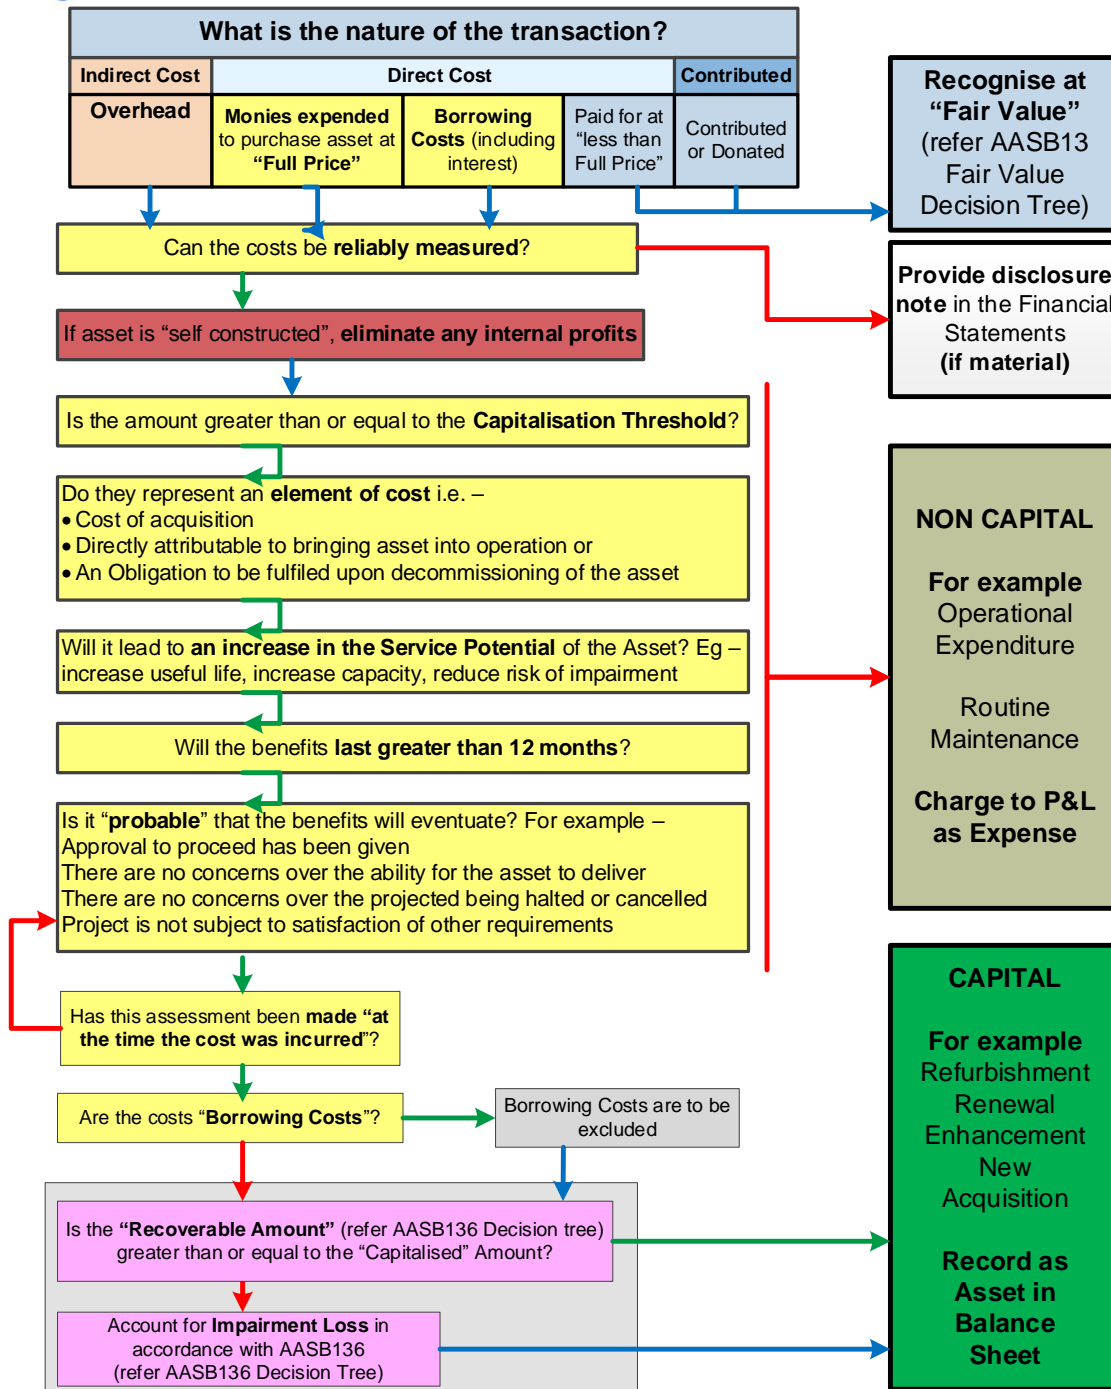 What is the nature of the transaction?
Indirect Cost
Direct Cost
Contributed
Overhead
Monies expended
to purchase asset at
“Full Price”
Borrowing
Costs (including
interest)
Paid for at
“less than
Full Price”
Contributed
or Donated
Recognise at
“Fair Value”
(refer AASB13
Fair Value
Decision Tree)
Can the costs be reliably measured?
Provide disclosure
note in the Financial
Statements
(if material)
If asset is “self constructed”, eliminate any internal profits
Is the amount greater than or equal to the Capitalisation Threshold?
Do they represent an element of cost i.e. –
• Cost of acquisition
• Directly attributable to bringing asset into operation or
• An Obligation to be fulfiled upon decommissioning of the asset
Will it lead to an increase in the Service Potential of the Asset? Eg –
increase useful life, increase capacity, reduce risk of impairment
Will the benefits last greater than 12 months?
Is it “probable” that the benefits will eventuate? For example –
Approval to proceed has been given
There are no concerns over the ability for the asset to deliver
There are no concerns over the projected being halted or cancelled
Project is not subject to satisfaction of other requirements
NON CAPITAL
For example
Operational
Expenditure
Routine
Maintenance
Charge to P&L
as Expense
Has this assessment been made “at
the time the cost was incurred”?
Are the costs “Borrowing Costs”?
Borrowing Costs are to be
excluded
Is the “Recoverable Amount” (refer AASB136 Decision tree)
greater than or equal to the “Capitalised” Amount?
Account for Impairment Loss in
accordance with AASB136
(refer AASB136 Decision Tree)
CAPITAL
For example
Refurbishment
Renewal
Enhancement
New
Acquisition
Record as
Asset in
Balance
Sheet